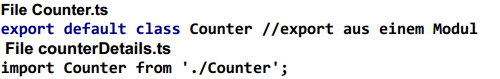 File Counter.ts
export default class Counter //export aus einem Modul
File counterDetails.ts
import Counter from './Counter';